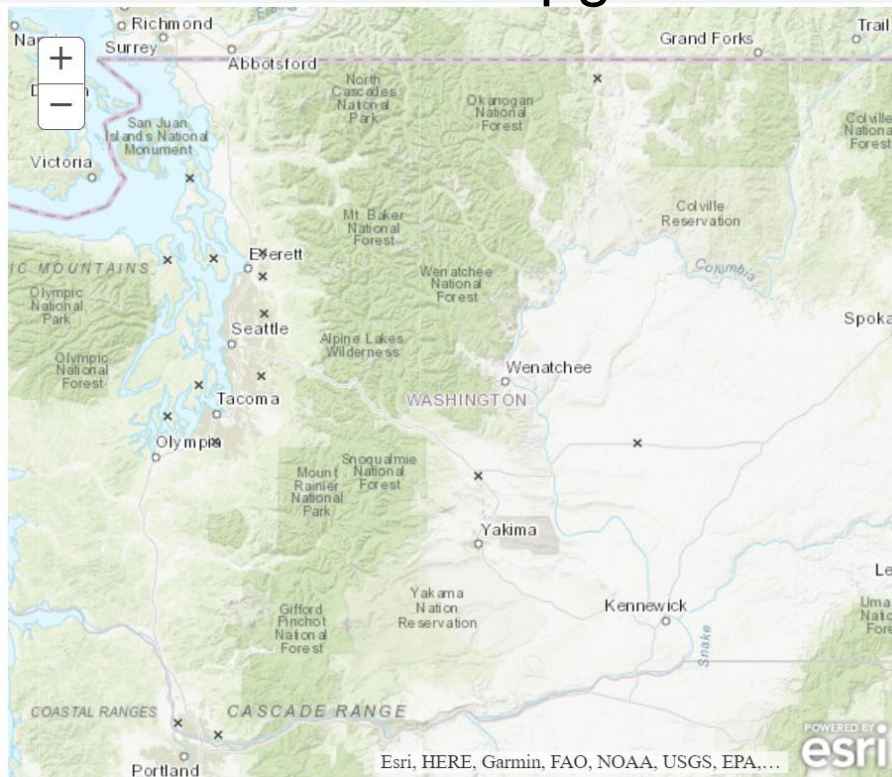 Richmond
Surrey
Abbotsford
Grand Forks
Trail
+
−
North
Cascades
National
Park
Okanogan
National
Forest
San Juan
Islands National
Monument
Victoria
Colville
Reservation
Mt. Baker
National
Forest
Everett
IC MOUNTAINS
Olympic
National
Park
Wenatchee
National
Forest
Columbia
Seattle
Alpine Lakes
Wilderness
Spoka
Olympic
National
Forest
Wenatchee
Tacoma
WASHINGTON
Olympia
Snoqualmie
National
Forest
Mount
Rainier
National
Park
Yakima
Yakama
Nation
Reservation
Kennewick
Le
Uma
Gifford
Pinchot
National
Forest
Snake
COASTAL RANGES
CASCADE RANGE
Portland
Esri, HERE, Garmin, FAO, NOAA, USGS, EPA,…
POWERED BY
esri